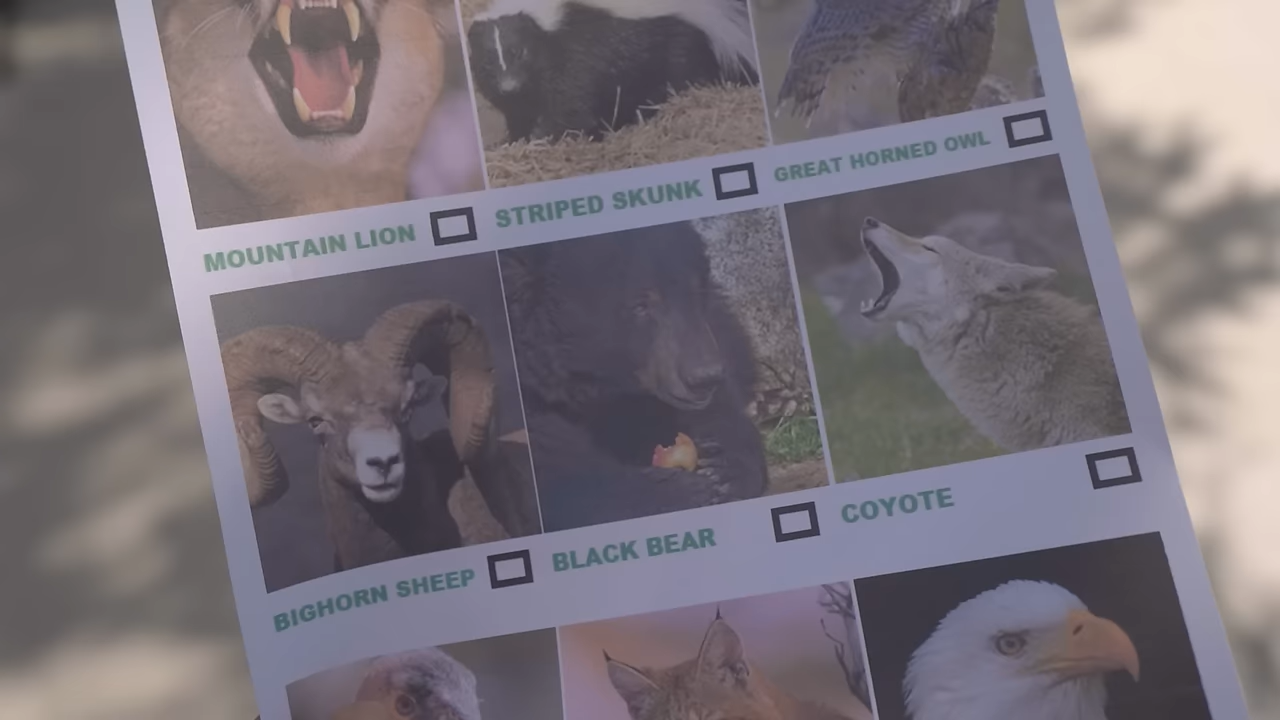 MOUNTAIN LION
STRIPED SKUNK
GREAT HORNED OWL
BIGHORN SHEEP
BLACK BEAR
COYOTE